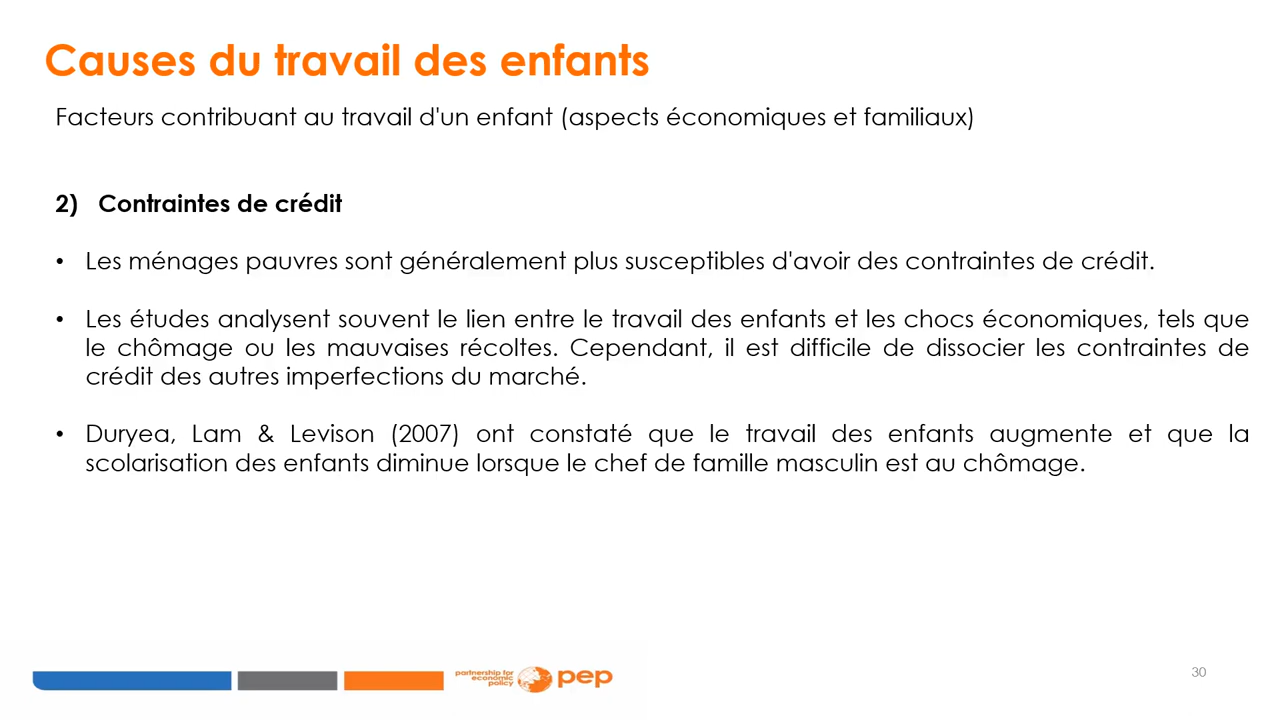 Causes du travail des enfants
Facteurs contribuant au travail d'un enfant (aspects économiques et familiaux)
2) Contraintes de crédit
• Les ménages pauvres sont généralement plus susceptibles d'avoir des contraintes de crédit.
• Les études analysent souvent le lien entre le travail des enfants et les chocs économiques, tels que
le chômage ou les mauvaises récoltes. Cependant, il est difficile de dissocier les contraintes de
crédit des autres imperfections du marché.
• Duryea, Lam & Levison (2007) ont constaté que le travail des enfants augmente et que la
scolarisation des enfants diminue lorsque le chef de famille masculin est au chômage.
partnership for
economic
policy
pep
30